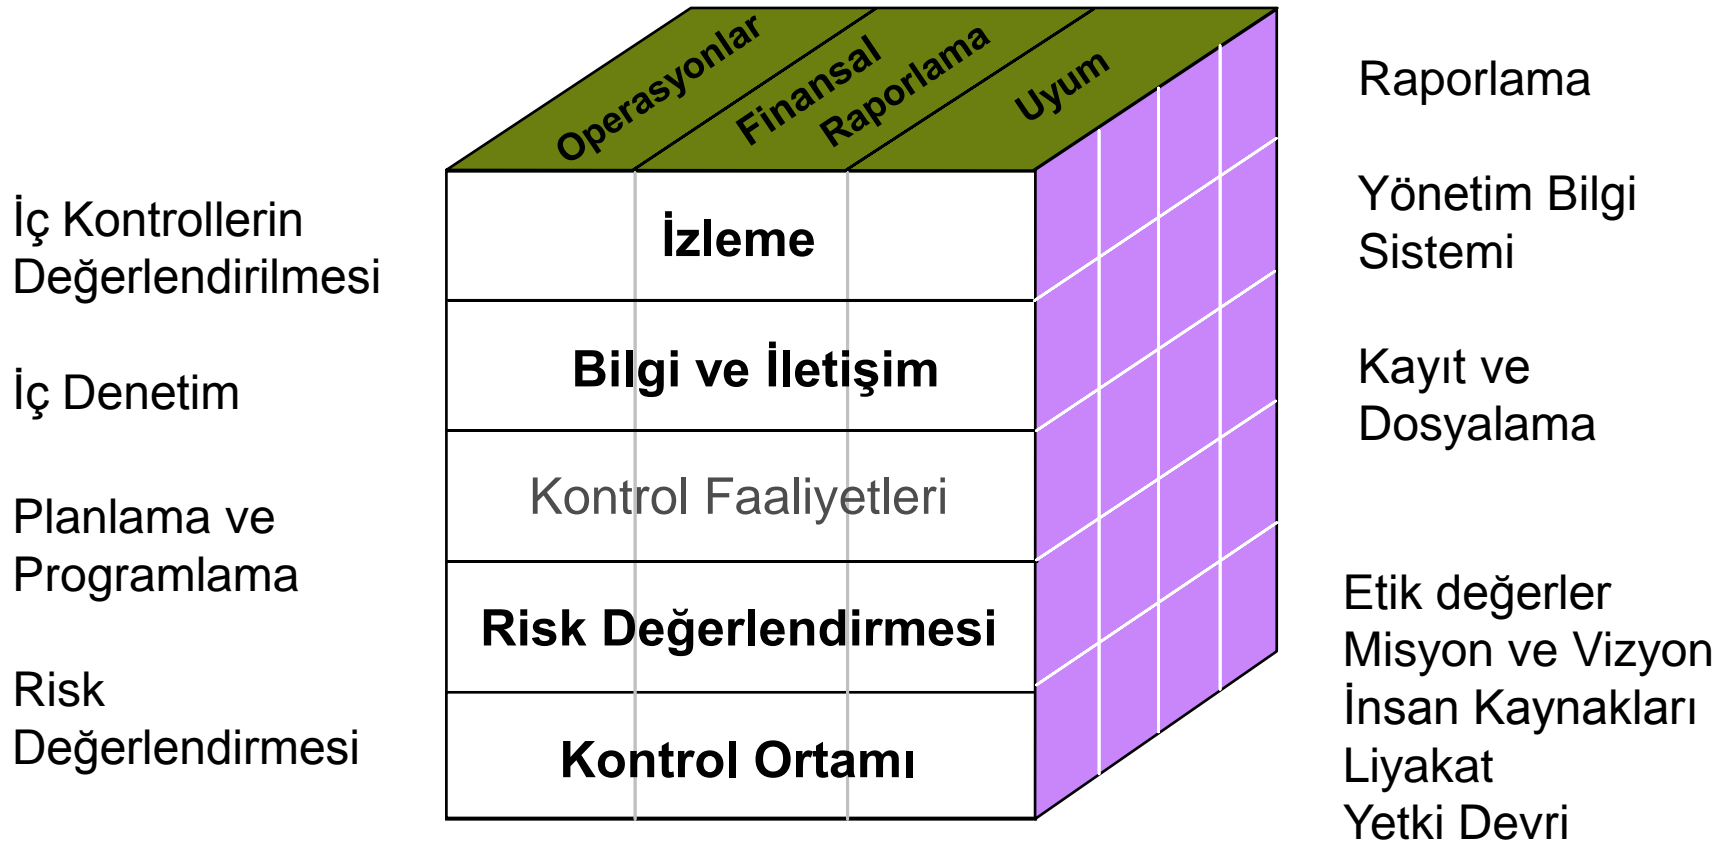 Operasyonlar
Finansal
Raporlama
Uyum
İç Kontrollerin
Değerlendirilmesi
İç Denetim
Planlama ve
Programlama
Risk
Değerlendirmesi
İzleme
Bilgi ve İletişim
Kontrol Faaliyetleri
Risk Değerlendirmesi
Kontrol Ortamı
Raporlama
Yönetim Bilgi
Sistemi
Kayıt ve
Dosyalama
Etik değerler
Misyon ve Vizyon
İnsan Kaynakları
Liyakat
Yetki Devri